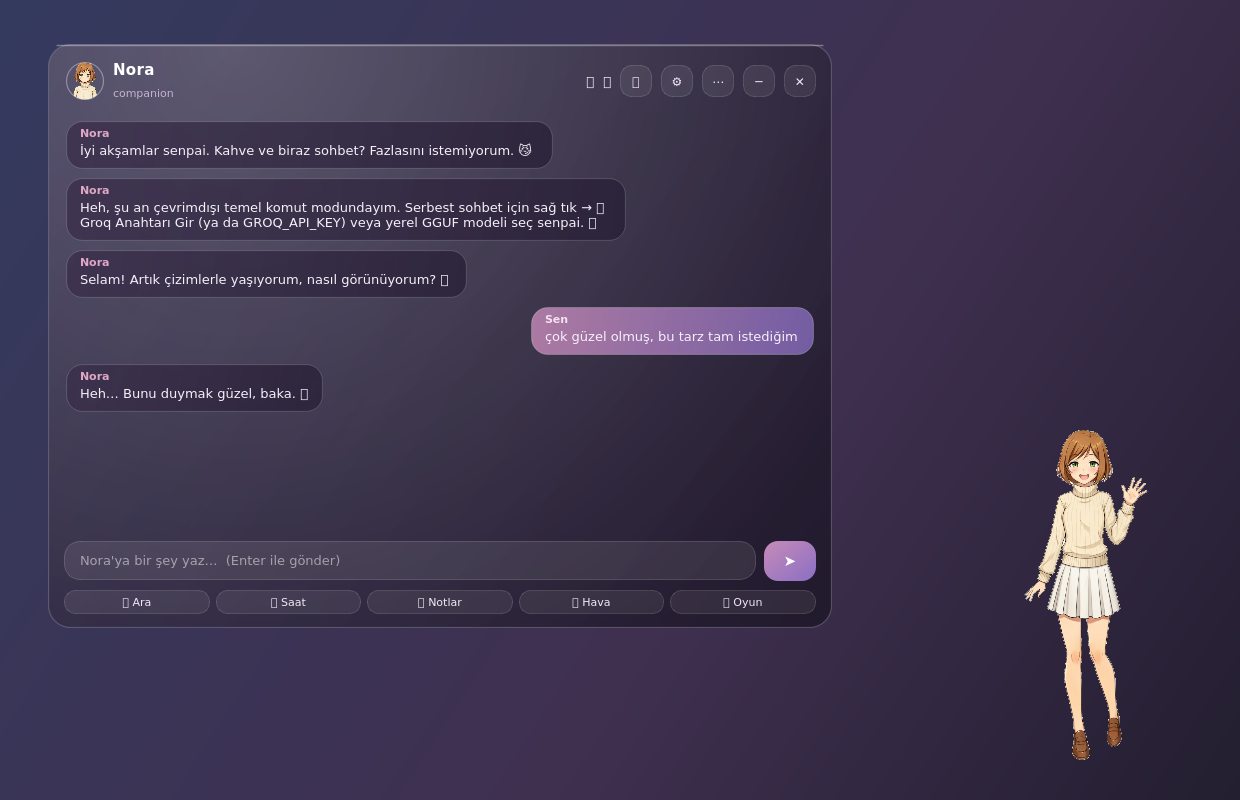 Nora
companion
Nora
İyi akşamlar senpai. Kahve ve biraz sohbet? Fazlasını istemiyorum. 😼
Nora
Heh, şu an çevrimdışı temel komut modundayım. Serbest sohbet için sağ tık →
Groq Anahtarı Gir (ya da GROQ_API_KEY) veya yerel GGUF modeli seç senpai.
Nora
Selam! Artık çizimlerle yaşıyorum, nasıl görünüyorum?
Sen
çok güzel olmuş, bu tarz tam istediğim
Nora
Heh... Bunu duymak güzel, baka.
Nora'ya bir şey yaz... (Enter ile gönder)
Ara
Saat
Notlar
Hava
Oyun